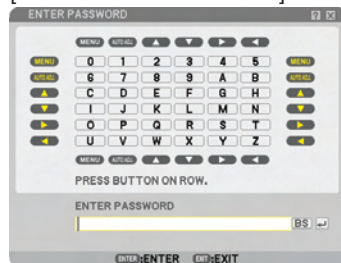 ENTER PASSWORD
MENU AUTO ADJ.
MENU 0 1 2 3 4 5 MENU
AUTO ADJ. 6 7 8 9 A B AUTO ADJ.
C D E F G H
I J K L M N
O P Q R S T
U V W X Y Z
MENU AUTO ADJ.
PRESS BUTTON ON ROW.
ENTER PASSWORD
BS
ENTER :ENTER EXIT :EXIT